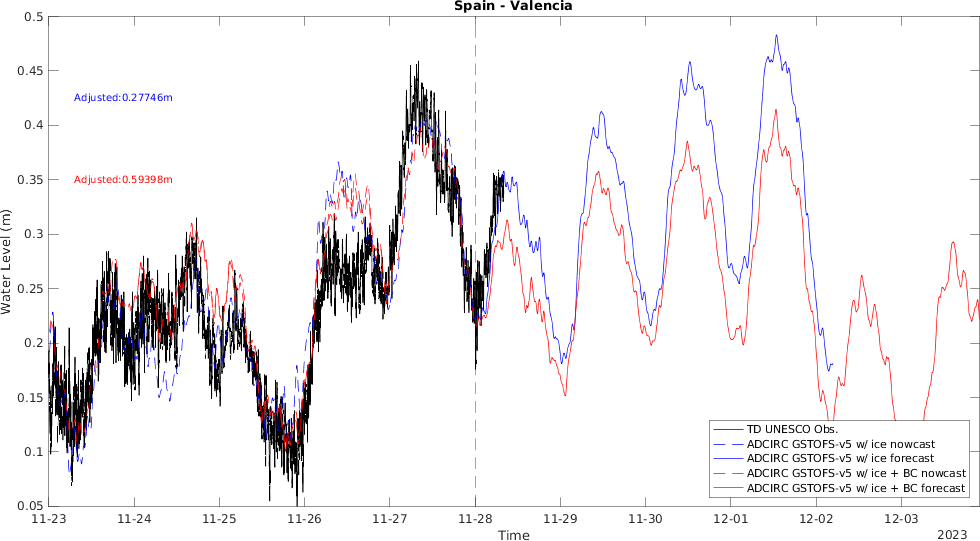 Spain - Valencia
0.5
0.45
0.4
0.35
0.3
0.25
0.2
0.15
0.1
0.05
Water Level (m)
Adjusted:0.27746m
Adjusted:0.59398m
TD UNESCO Obs.
ADCIRC GSTOFS-v5 w/ ice nowcast
ADCIRC GSTOFS-v5 w/ ice forecast
ADCIRC GSTOFS-v5 w/ ice + BC nowcast
ADCIRC GSTOFS-v5 w/ ice + BC forecast
11-23 11-24 11-25 11-26 11-27 11-28 11-29 11-30 12-01 12-02 12-03
Time
2023